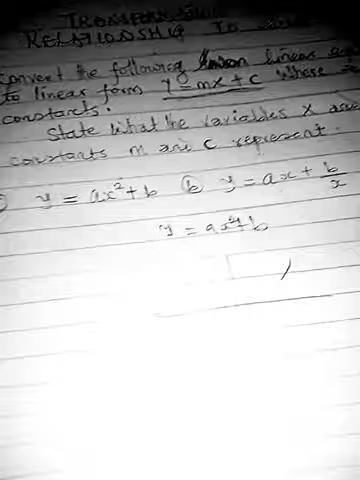 RELATIONSHIP TO
Convert the following linear
to linear form Y = mX + C where
constants.
State what the variables X and
constants m and C represent.
y = ax² + b (b) y = ax + b/x
y = ax² + b